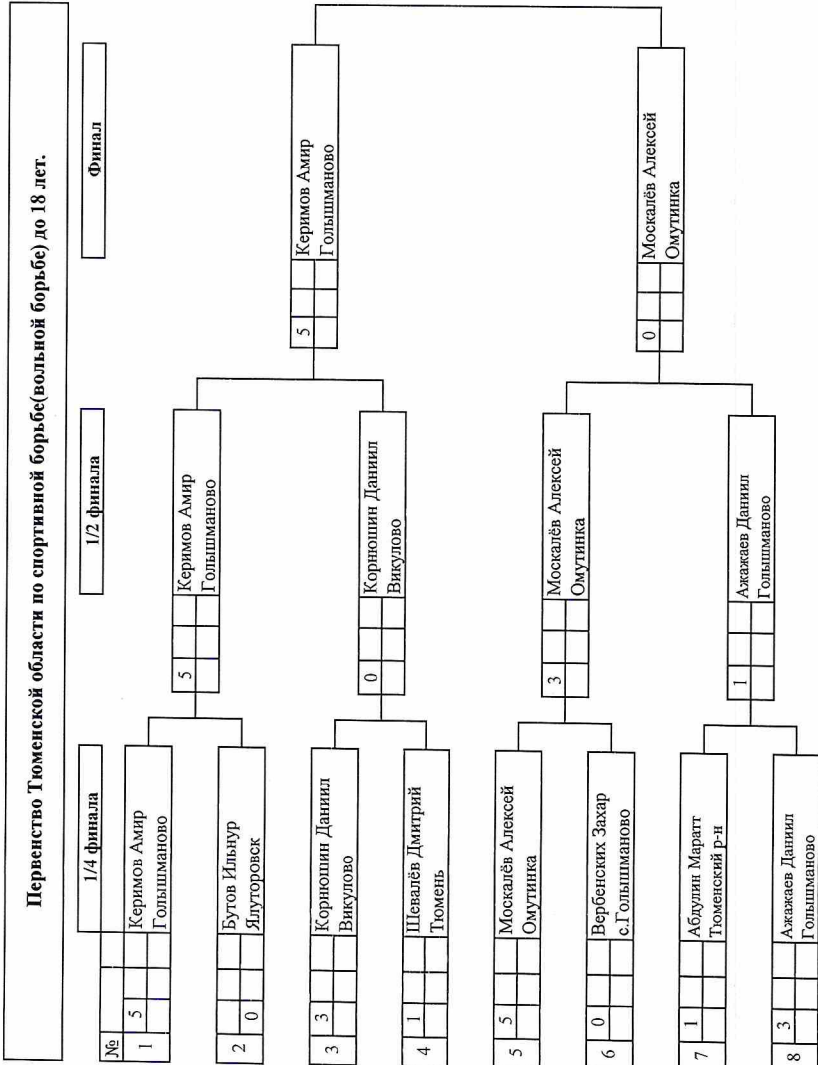 Первенство Тюменской области по спортивной борьбе(вольной борьбе) до 18 лет.
1/4 финала
1/2 финала
Финал
№
1
5
Керимов Амир
Голышманово
2
0
Бутов Ильнур
Ялуторовск
3
3
Корнюшин Даниил
Викулово
4
1
Шевалёв Дмитрий
Тюмень
5
5
Москалёв Алексей
Омутинка
6
0
Вербенских Захар
с.Голышманово
7
1
Абдулин Маратт
Тюменский р-н
8
3
Ажажаев Даниил
Голышманово
5
Керимов Амир
Голышманово
0
Корнюшин Даниил
Викулово
3
Москалёв Алексей
Омутинка
1
Ажажаев Даниил
Голышманово
5
Керимов Амир
Голышманово
0
Москалёв Алексей
Омутинка